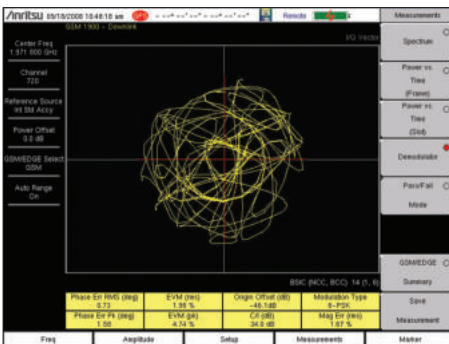 Anritsu 09/18/2008 10:48:18 am
GPS
Remote
Measurements
GSM 1900 - Downlink
I/Q Vector
Center Freq
1.971 800 GHz
Channel
720
Reference Source
Int Std Accy
Power Offset
0.0 dB
GSM/EDGE Select
GSM
Auto Range
On
Spectrum
Power vs.
Time
(Frame)
Power vs.
Time
(Slot)
Demodulator
Pass/Fail
Mode
GSM/EDGE
Summary
Save
Measurement
BSIC (NCC, BCC) 14 (1, 6)
Phase Err RMS (deg) EVM (rms) Origin Offset (dB) Modulation Type
0.73 1.98 % -46.1dB 8-PSK
Phase Err Pk (deg) EVM (pk) C/I (dB) Mag Err (rms)
1.50 4.74 % 34.0 dB 1.67 %
Freq Amplitude Setup Measurements Marker